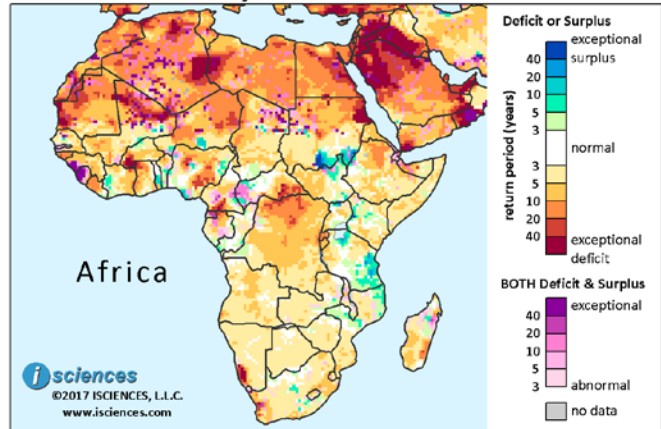 Africa
i sciences
©2017 ISCIENCES, L.L.C.
www.isciences.com
Deficit or Surplus
exceptional
surplus
40
20
10
5
3
normal
3
5
10
20
40
exceptional
deficit
return period (years)
BOTH Deficit & Surplus
exceptional
40
20
10
5
3
abnormal
no data